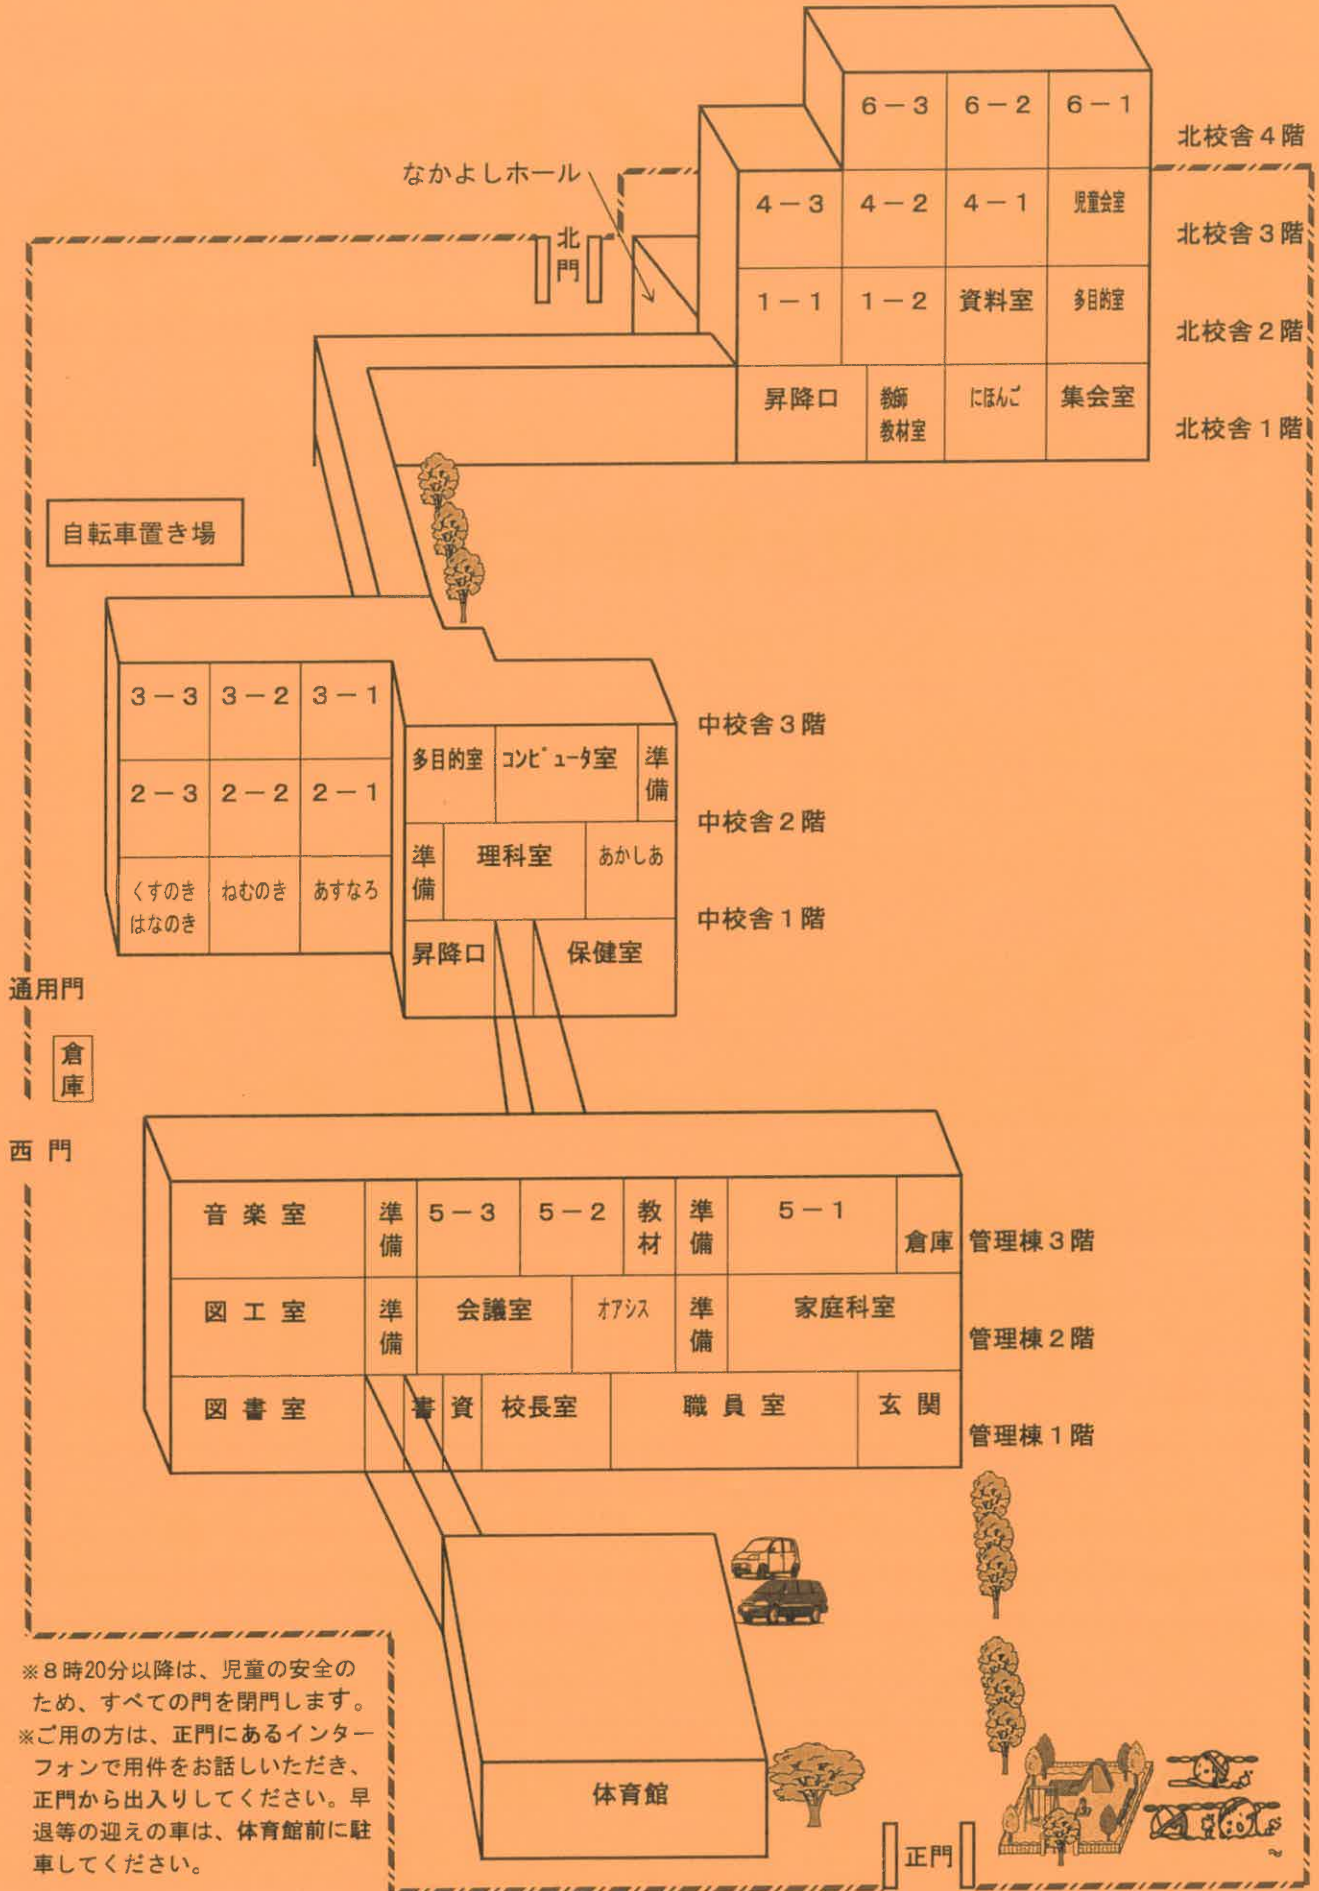 6－3 6－2 6－1
北校舎4階
なかよしホール
4－3 4－2 4－1 児童会室
北校舎3階
北門
1－1 1－2 資料室 多目的室
北校舎2階
昇降口 教師教材室 にほんご 集会室
北校舎1階
自転車置き場
3－3 3－2 3－1
中校舎3階
多目的室 コンピュータ室 準備
2－3 2－2 2－1
中校舎2階
準備 理科室 あかしあ
くすのき ねむのき あすなろ
はなのき
中校舎1階
昇降口 保健室
通用門
倉庫
西門
音楽室 準備 5－3 5－2 教材 準備 5－1 倉庫 管理棟3階
図工室 準備 会議室 オアシス 準備 家庭科室 管理棟2階
図書室 書 資 校長室 職員室 玄関 管理棟1階
※8時20分以降は、児童の安全の
ため、すべての門を閉門します。
※ご用の方は、正門にあるインター
フォンで用件をお話しいただき、
正門から出入りしてください。早
退等の迎えの車は、体育館前に駐
車してください。
体育館
正門